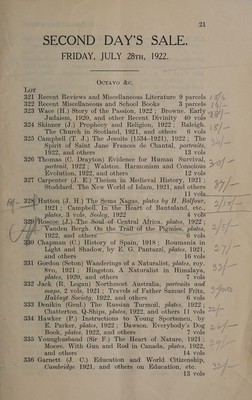 21
SECOND DAY'S SALE.
FRIDAY, JULY 28TH, 1922.
OCTAVO &C.
LOT
321 Recent Reviews and Miscellaneous Literature 9 parcels
322 Recent Miscellaneous and School Books 3 parcels
323 Wace (H.) Story of the Passion, 1922; Browne. Early
Judaism, 1920, and other Recent Divinity 40 vols
324 Skinner (J.) Prophecy and Religion, 1922; Raleigh.
The Church in Scotland, 1921, and others 6 vols
325 Campbell (T. J.) The Jesuits (1534-1921), 1922; The
Spirit of Saint Jane Frances de Chantal, portraits,
1922, and others 13 vols
326 Thomas (C. Drayton) Evidence for Human Survival,
portrait, 1922; Walston. Harmonism and Conscious
Evolution, 1922, and others 12 vols
327 Carpenter (J. E.) Theism in Medieval History, 1921;
Stoddard. The New World of Islam, 1921, and others
1 vols
328 Hutton (J. H.) The Sema Nagas, plates by H. Balfour,
1921; Campbell. In the Heart of Bantuland, etc.,
plates, 3 vols, Seeley, 1922 4 vols
329 Roome (J.) The Soul of Central Africa, plates, 1922;
Vanden Bergh. On the Trail of the Pigmies, plates,
1922, and others 6 vols
330 Chapman (C.) History of Spain, 1918; Roumania in
Light and Shadow, by E. G. Pantuani, plates, 1921,
and others 16 vols
331 Gordon (Seton) Wanderings of a Naturalist, plates, roy.
8vo, 1921; Hingston. A Naturalist in Himalaya,
plates, 1920, and others 7 vols
332 Jack (R. Logan) Northmost Australia, portraits and
maps, 2 vols, 1921; Travels of Father Samuel Fritz,
Hakluyt Society, 1922, and others 6 vols
333 Denikin (Genl.) The Russian Turmoil, plates, 1922;
Chatterton. Q-Ships, plates, 1922, and others 11 vols
334 Hawker (P.) Instructions to Young Sportsmen, by
E. Parker, plates, 1922; Dawson. Everybody's Dog
Book, plates, 1922, and others 7 vols
335 Younghusband (Sir F.) The Heart of Nature, 1921;
Moore. With Gun and Rod in Canada, plates, 1922,
and others 14 vols
336 Garnett (J. C.) Education and World Citizenship,
Cambridge 1921, and others on Education, etc.
13 vols